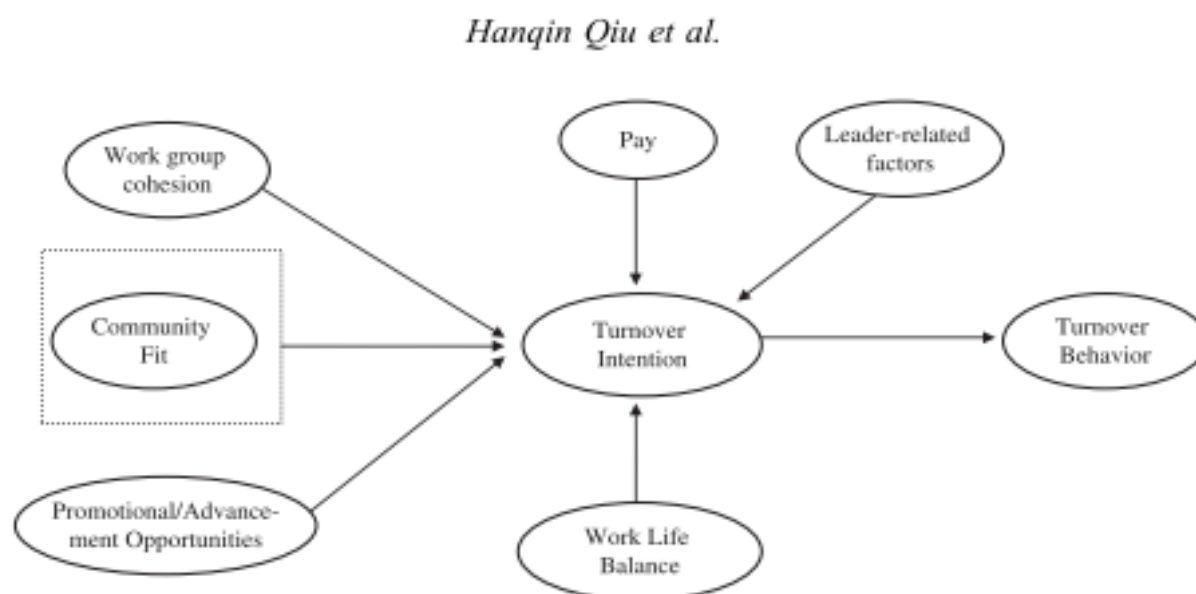 Hanqin Qiu et al.
Work group
cohesion
Pay
Leader-related
factors
Community
Fit
Turnover
Intention
Turnover
Behavior
Promotional/Advance-
ment Opportunities
Work Life
Balance